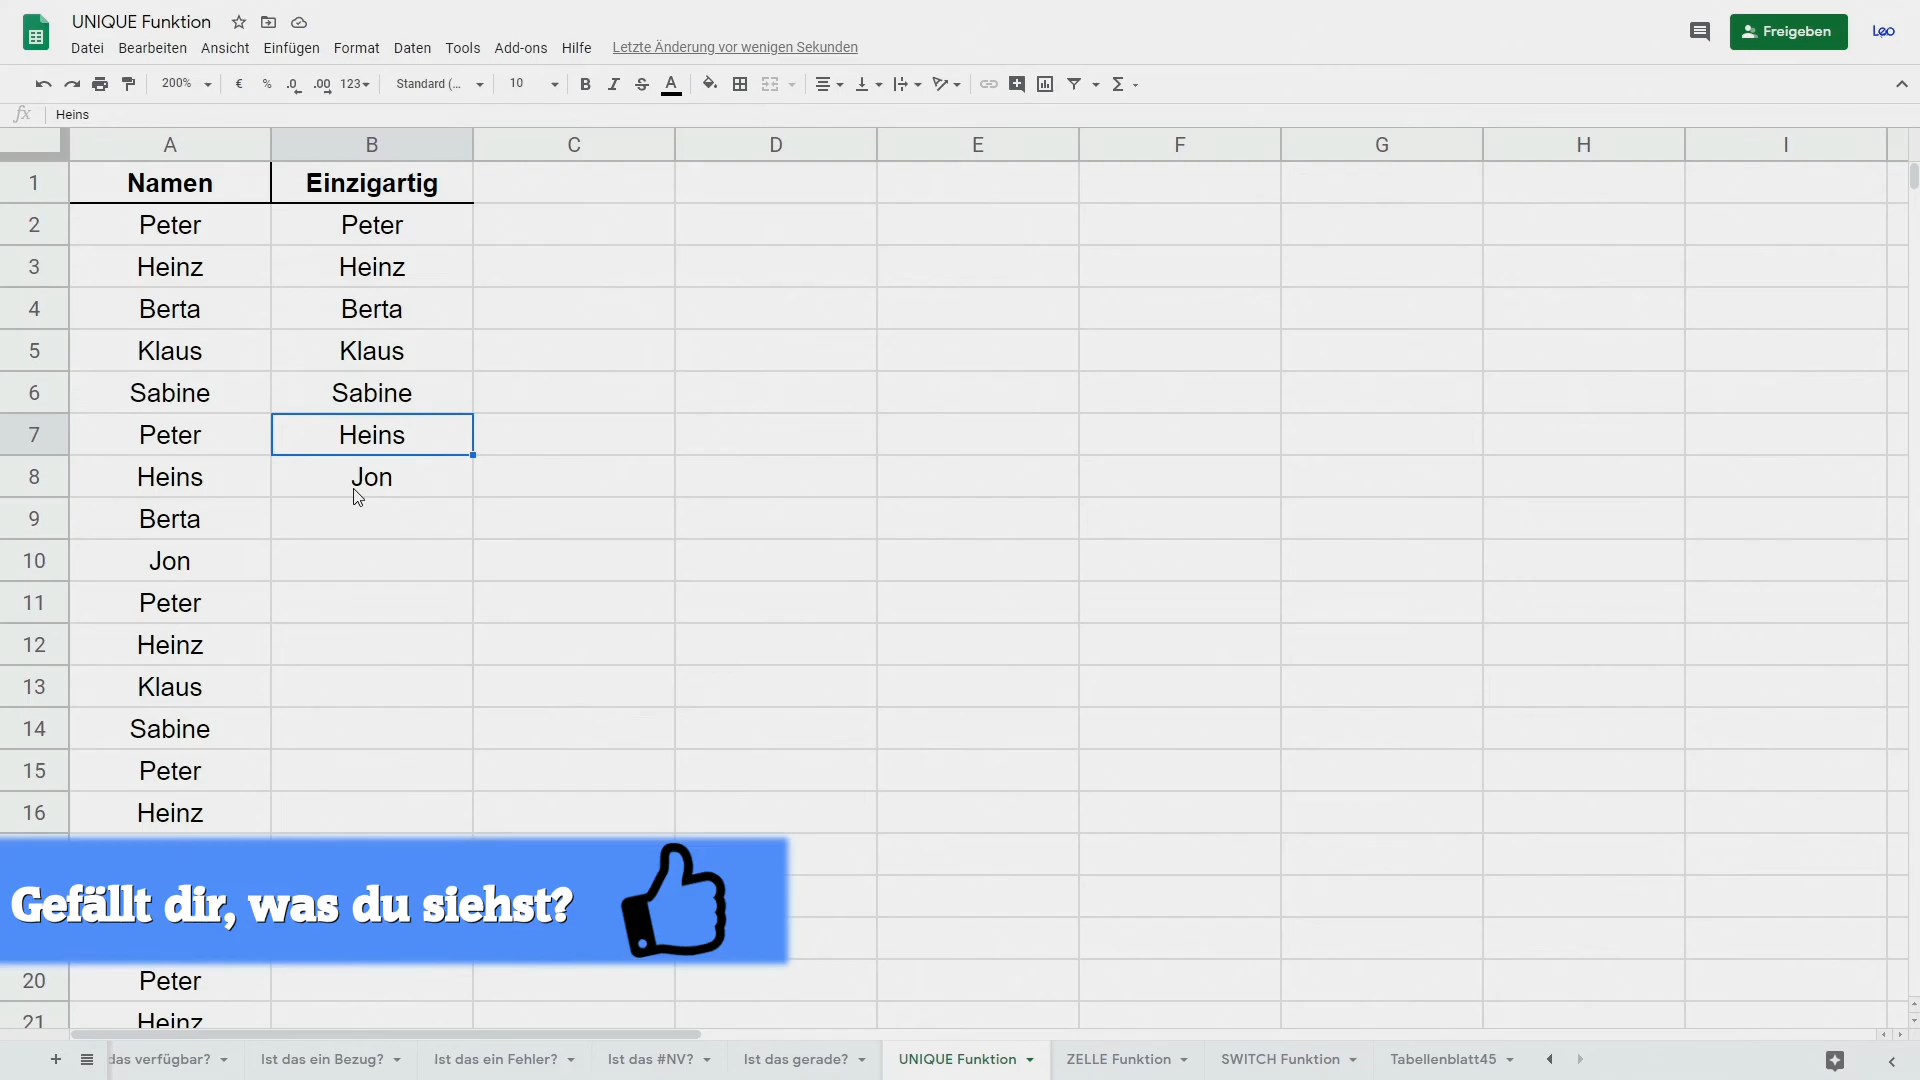 UNIQUE Funktion
Datei Bearbeiten Ansicht Einfügen Format Daten Tools Add-ons Hilfe Letzte Änderung vor wenigen Sekunden
Freigeben
Leo
200% € % .0 .00 123 Standard (... 10 B I S A Σ
fx Heins
A B C D E F G H I
1 Namen Einzigartig
2 Peter Peter
3 Heinz Heinz
4 Berta Berta
5 Klaus Klaus
6 Sabine Sabine
7 Peter Heins
8 Heins Jon
9 Berta
10 Jon
11 Peter
12 Heinz
13 Klaus
14 Sabine
15 Peter
16 Heinz
Gefällt dir, was du siehst?
20 Peter
21 Heinz
das verfügbar? Ist das ein Bezug? Ist das ein Fehler? Ist das #NV? Ist das gerade? UNIQUE Funktion ZELLE Funktion SWITCH Funktion Tabellenblatt45